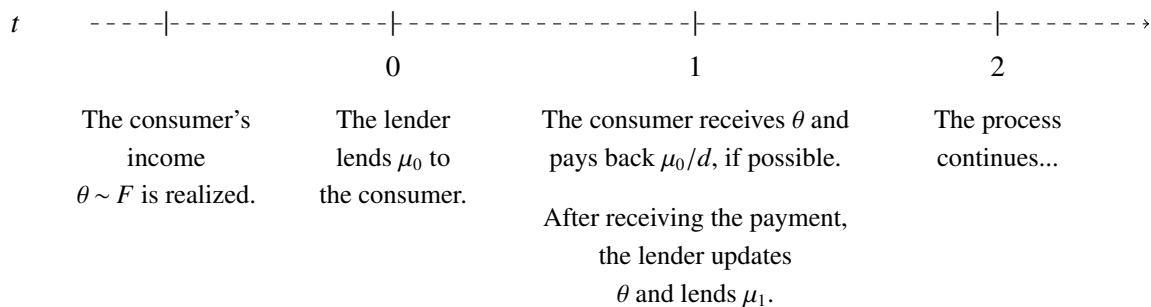 t
0
1
2
The consumer's
income
θ ~ F is realized.
The lender
lends μ₀ to
the consumer.
The consumer receives θ and
pays back μ₀/d, if possible.
After receiving the payment,
the lender updates
θ and lends μ₁.
The process
continues...